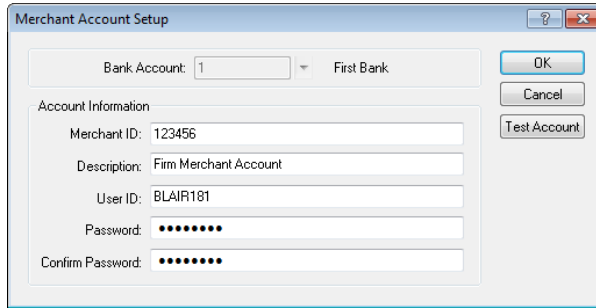 Merchant Account Setup
Bank Account: 1 First Bank
OK
Cancel
Test Account
Account Information
Merchant ID: 123456
Description: Firm Merchant Account
User ID: BLAIR181
Password: ●●●●●●●●
Confirm Password: ●●●●●●●●